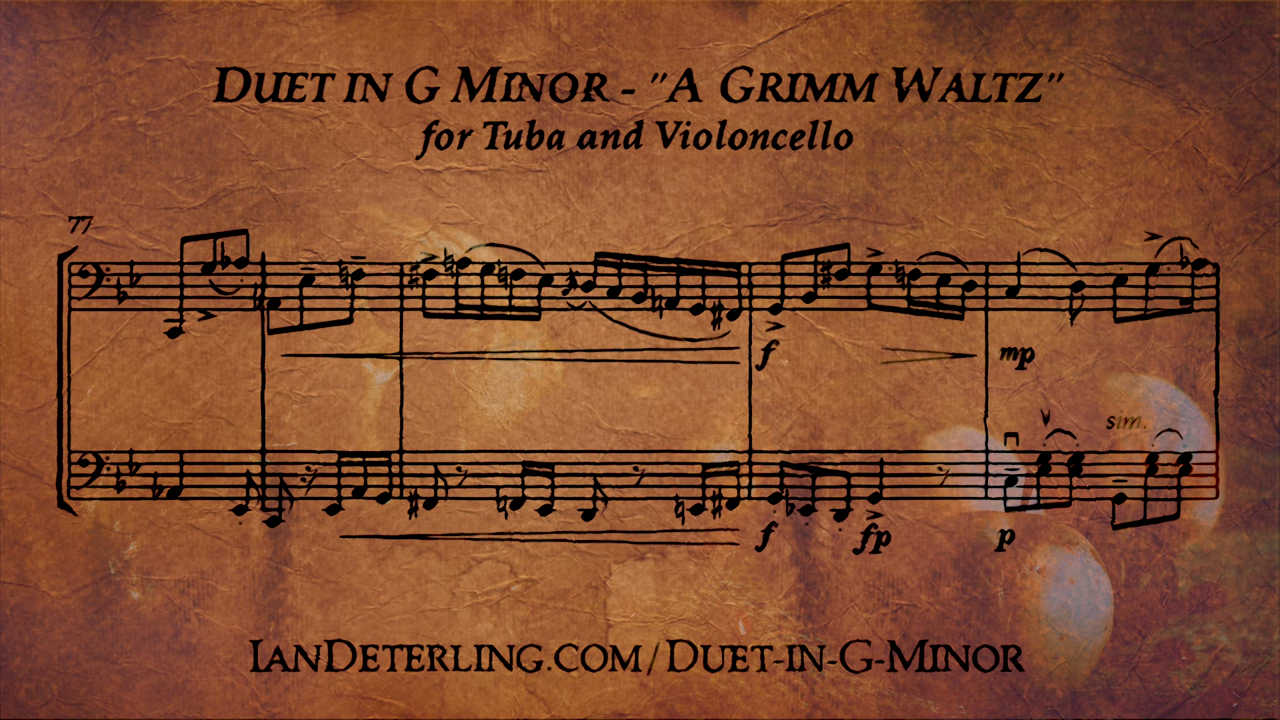 DUET IN G MINOR - "A GRIMM WALTZ"
for Tuba and Violoncello
77
f
mp
sim.
f fp p
IANDETERLING.COM/DUET-IN-G-MINOR